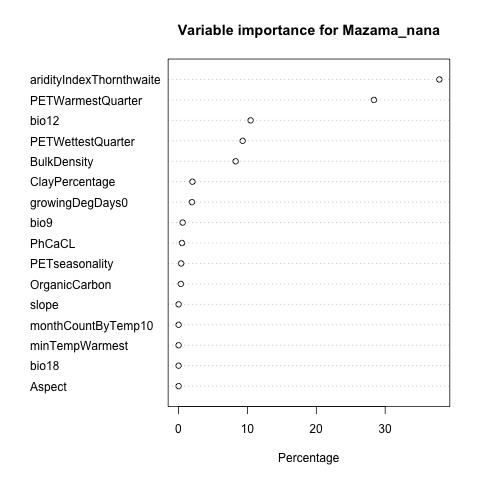 Variable importance for Mazama_nana
aridityIndexThornthwaite
PETWarmestQuarter
bio12
PETWettestQuarter
BulkDensity
ClayPercentage
growingDegDays0
bio9
PhCaCL
PETseasonality
OrganicCarbon
slope
monthCountByTemp10
minTempWarmest
bio18
Aspect
0 10 20 30
Percentage